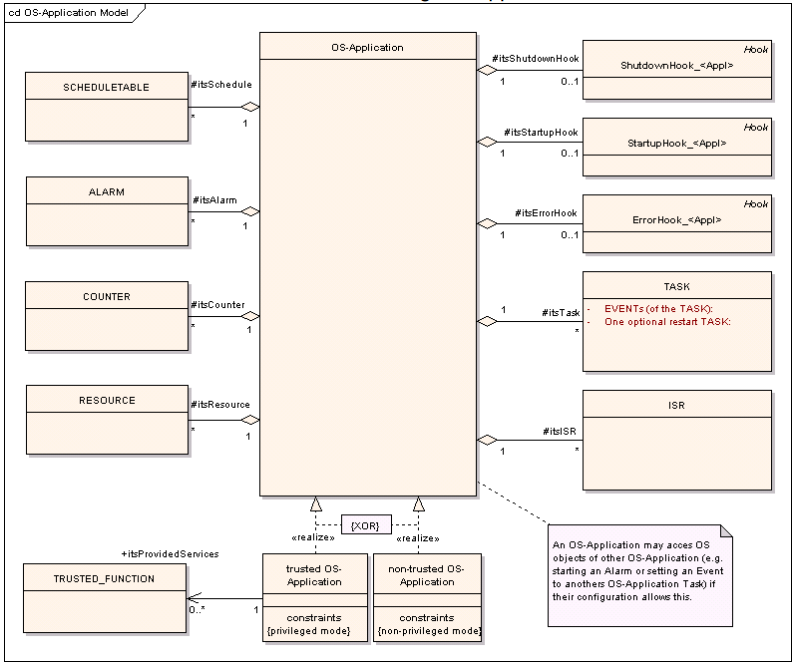 cd OS-Application Model
OS-Application
SCHEDULETABLE
#itsSchedule
*
1
ALARM
#itsAlarm
*
1
COUNTER
#itsCounter
*
1
RESOURCE
#itsResource
*
1
#itsShutdownHook
1
0..1
Hook
ShutdownHook_<Appl>
#itsStartupHook
1
0..1
Hook
StartupHook_<Appl>
#itsErrorHook
1
0..1
Hook
ErrorHook_<Appl>
1
#itsTask
*
TASK
- EVENTs (of the TASK):
- One optional restart TASK:
#itsISR
1
*
ISR
{XOR}
«realize»
«realize»
+itsProvidedServices
TRUSTED_FUNCTION
0..*
1
trusted OS-
Application
constraints
{privileged mode}
non-trusted OS-
Application
constraints
{non-privileged mode}
An OS-Application may acces OS
objects of other OS-Application (e.g.
starting an Alarm or setting an Event
to anothers OS-Application Task) if
their configuration allows this.